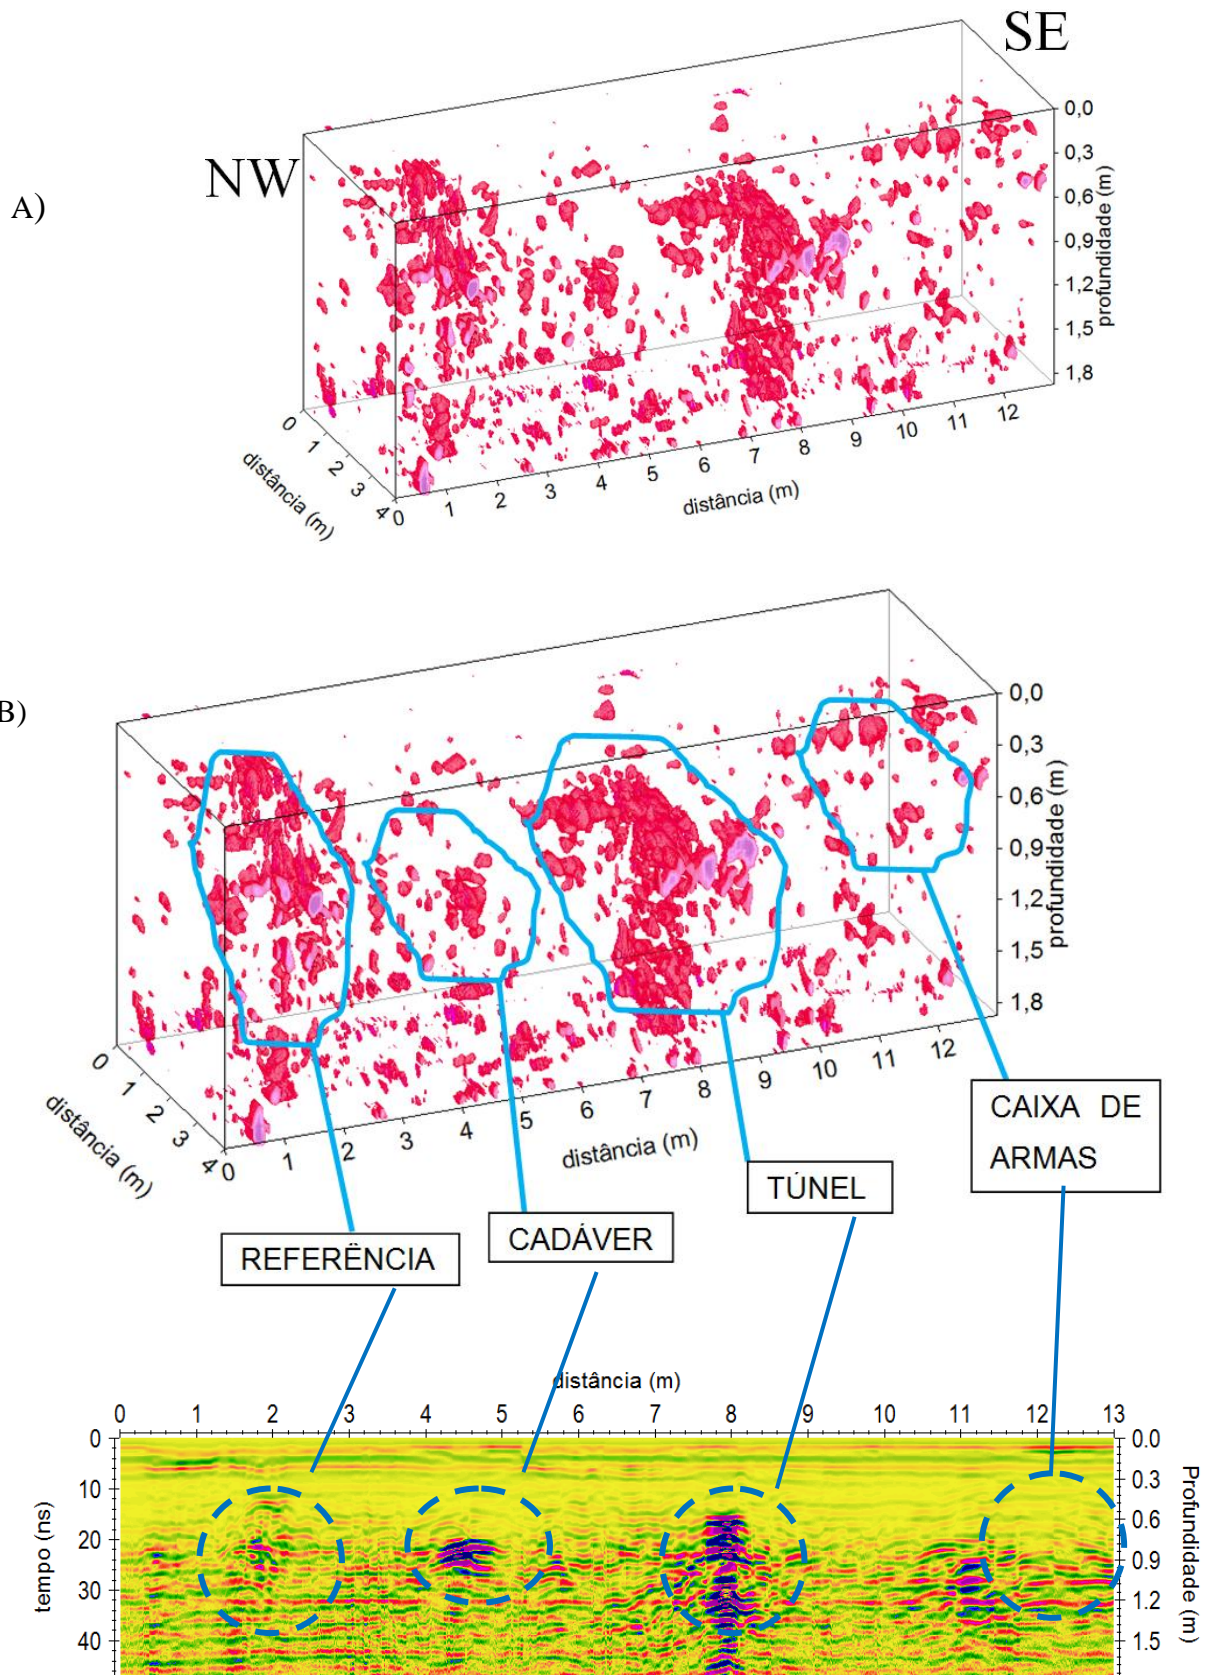 SE
NW
A)
0,0
0,3
0,6
0,9
1,2
1,5
1,8
profundidade (m)
0 1 2 3 4
distância (m)
0 1 2 3 4 5 6 7 8 9 10 11 12
distância (m)
B)
0,0
0,3
0,6
0,9
1,2
1,5
1,8
profundidade (m)
0 1 2 3 4
distância (m)
0 1 2 3 4 5 6 7 8 9 10 11 12
distância (m)
CAIXA DE
ARMAS
TÚNEL
CADÁVER
REFERÊNCIA
distância (m)
0 1 2 3 4 5 6 7 8 9 10 11 12 13
0
10
20
30
40
tempo (ns)
0.0
0.3
0.6
0.9
1.2
1.5
Profundidade (m)